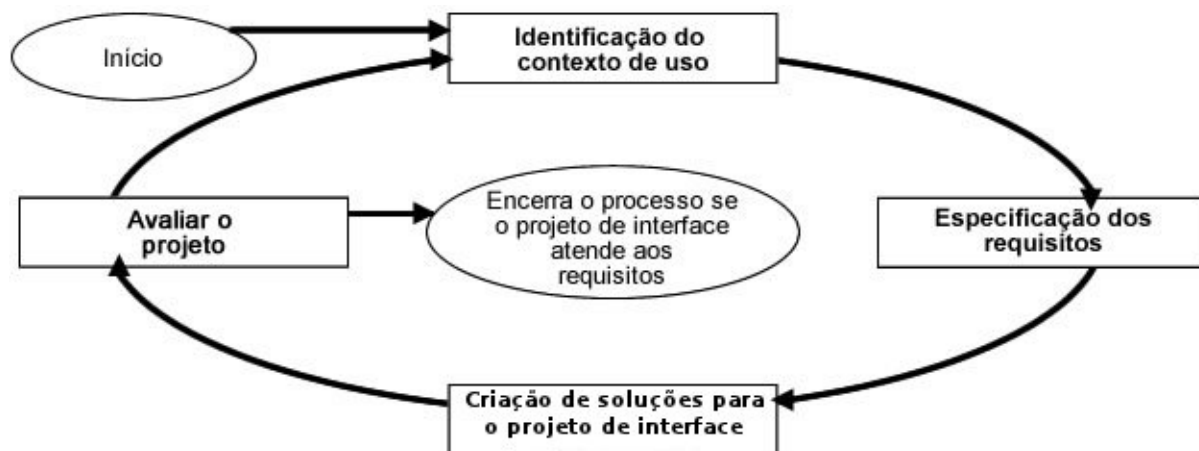 Início
Identificação do
contexto de uso
Avaliar o
projeto
Encerra o processo se
o projeto de interface
atende aos
requisitos
Especificação dos
requisitos
Criação de soluções para
o projeto de interface